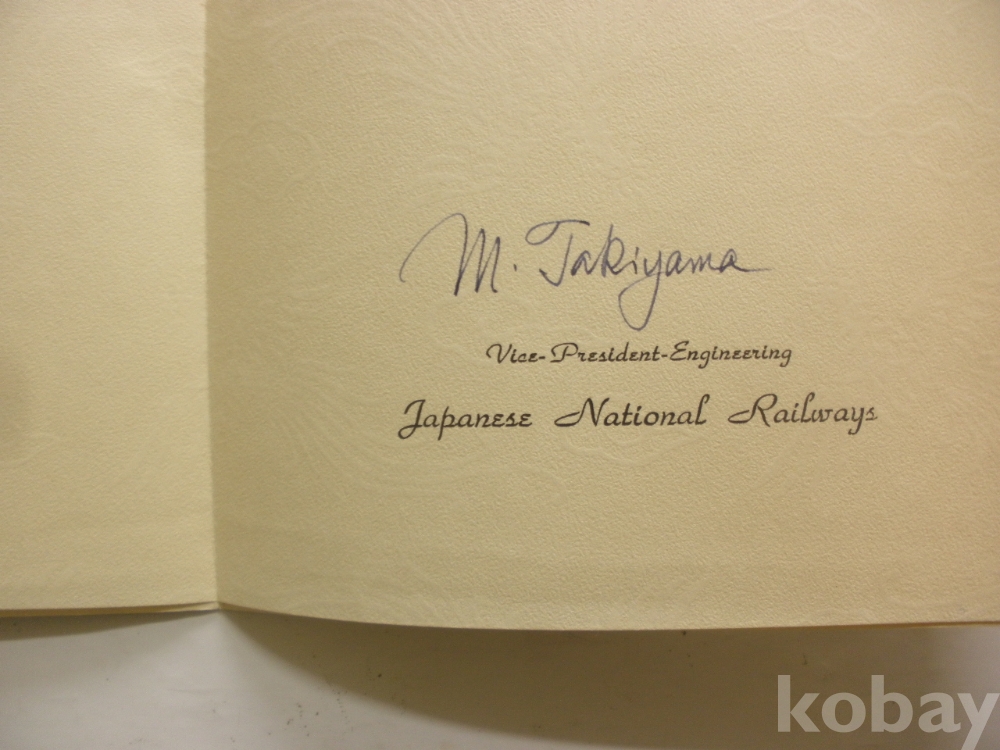 M. Takiyama
Vice-President-Engineering
Japanese National Railways
kobay